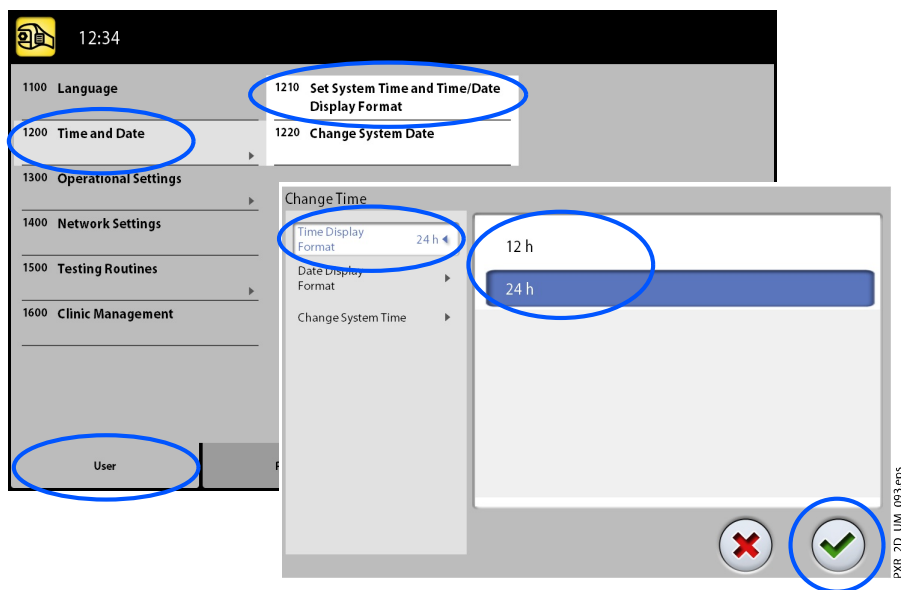 12:34
1100 Language
1200 Time and Date
1300 Operational Settings
1400 Network Settings
1500 Testing Routines
1600 Clinic Management
1210 Set System Time and Time/Date
Display Format
1220 Change System Date
User
Change Time
Time Display
Format
24 h
Date Display
Format
Change System Time
12 h
24 h
PXR_2D_UM_093.eps